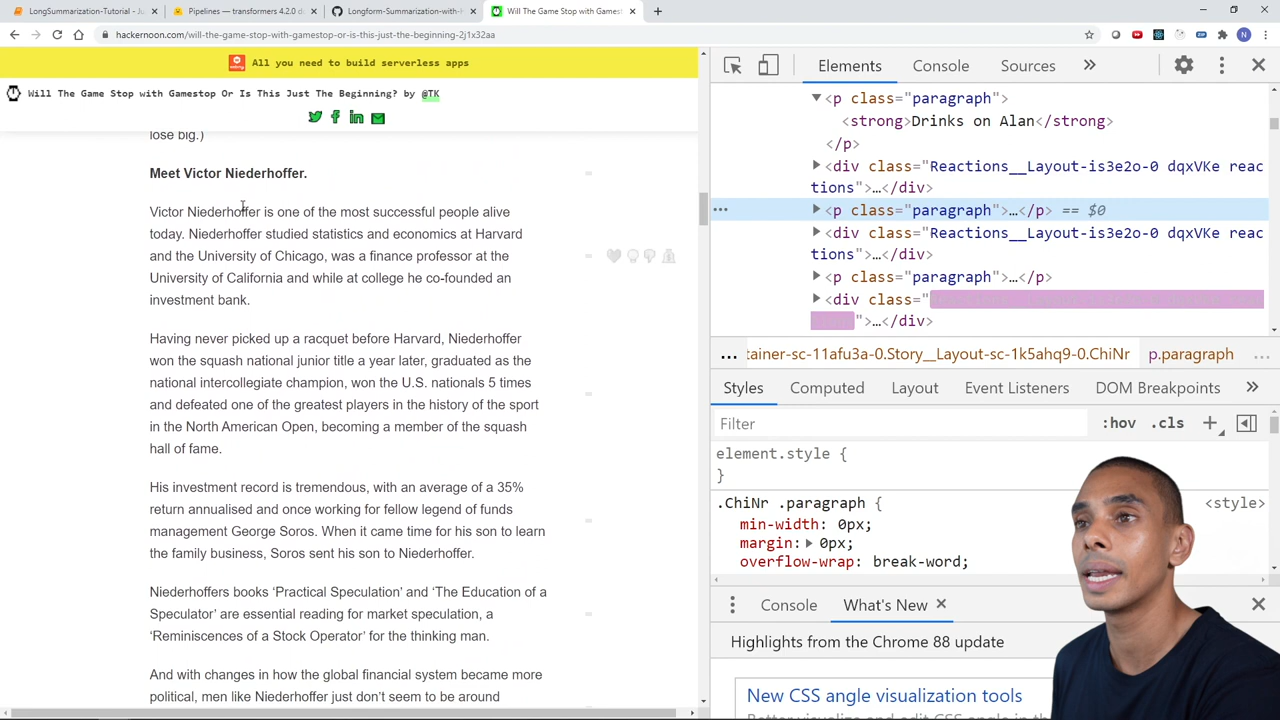 LongSummarization-Tutorial - Ju
Pipelines — transformers 4.2.0 do
Longform-Summarization-with-H
Will The Game Stop with Gamest
hackernoon.com/will-the-game-stop-with-gamestop-or-is-this-just-the-beginning-2j1x32aa
All you need to build serverless apps
Will The Game Stop with Gamestop Or Is This Just The Beginning? by @TK
lose big.)
Meet Victor Niederhoffer.
Victor Niederhoffer is one of the most successful people alive
today. Niederhoffer studied statistics and economics at Harvard
and the University of Chicago, was a finance professor at the
University of California and while at college he co-founded an
investment bank.
Having never picked up a racquet before Harvard, Niederhoffer
won the squash national junior title a year later, graduated as the
national intercollegiate champion, won the U.S. nationals 5 times
and defeated one of the greatest players in the history of the sport
in the North American Open, becoming a member of the squash
hall of fame.
His investment record is tremendous, with an average of a 35%
return annualised and once working for fellow legend of funds
management George Soros. When it came time for his son to learn
the family business, Soros sent his son to Niederhoffer.
Niederhoffers books ‘Practical Speculation’ and ‘The Education of a
Speculator’ are essential reading for market speculation, a
‘Reminiscences of a Stock Operator’ for the thinking man.
And with changes in how the global financial system became more
political, men like Niederhoffer just don’t seem to be around
Elements Console Sources
<p class="paragraph">
<strong>Drinks on Alan</strong>
</p>
<div class="Reactions__Layout-is3e2o-0 dqxVKe reac
tions">…</div>
<p class="paragraph">…</p> == $0
<div class="Reactions__Layout-is3e2o-0 dqxVKe reac
tions">…</div>
<p class="paragraph">…</p>
<div class="
">…</div>
... tainer-sc-11afu3a-0.Story__Layout-sc-1k5ahq9-0.ChiNr p.paragraph ...
Styles Computed Layout Event Listeners DOM Breakpoints
Filter :hov .cls
element.style {
}
.ChiNr .paragraph { <style>
min-width: 0px;
margin: 0px;
overflow-wrap: break-word;
Console What's New
Highlights from the Chrome 88 update
New CSS angle visualization tools